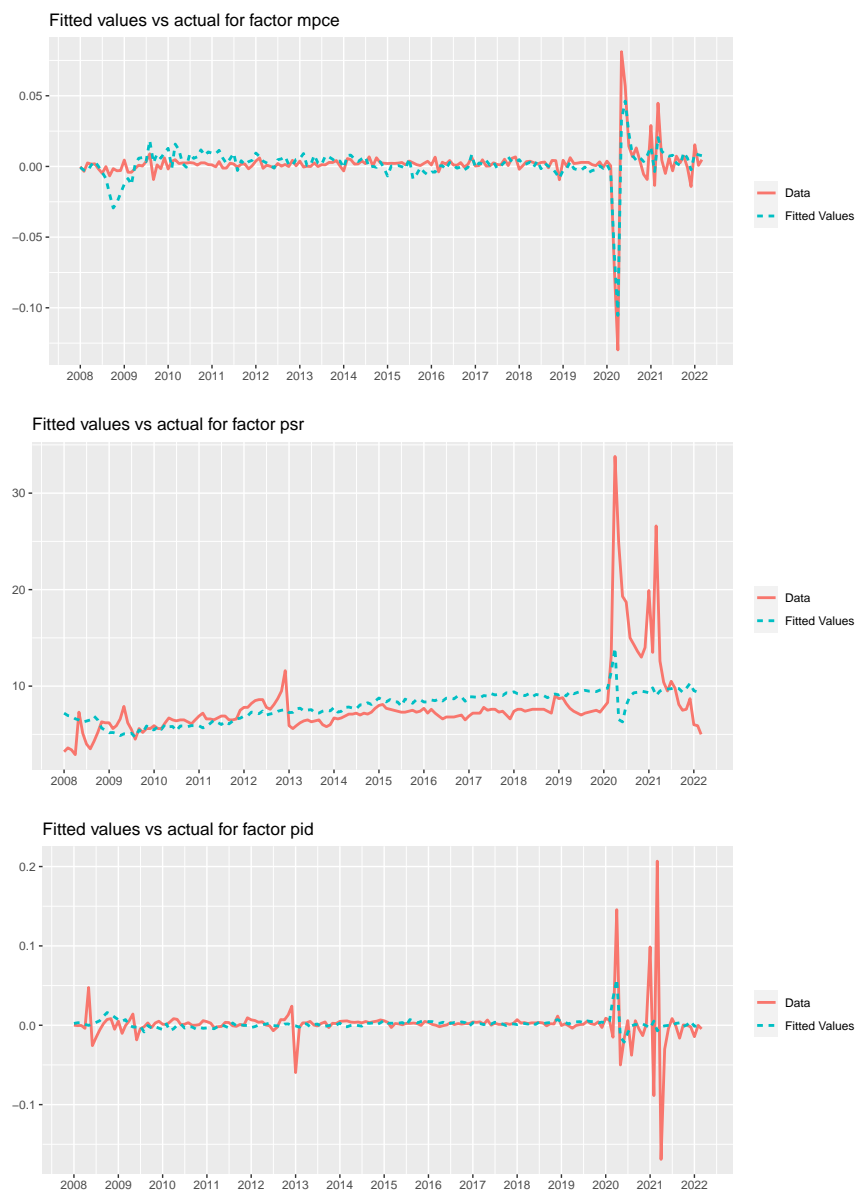 Fitted values vs actual for factor mpce
0.05
0.00
−0.05
−0.10
2008 2009 2010 2011 2012 2013 2014 2015 2016 2017 2018 2019 2020 2021 2022
Data
Fitted Values
Fitted values vs actual for factor psr
30
20
10
2008 2009 2010 2011 2012 2013 2014 2015 2016 2017 2018 2019 2020 2021 2022
Data
Fitted Values
Fitted values vs actual for factor pid
0.2
0.1
0.0
−0.1
2008 2009 2010 2011 2012 2013 2014 2015 2016 2017 2018 2019 2020 2021 2022
Data
Fitted Values